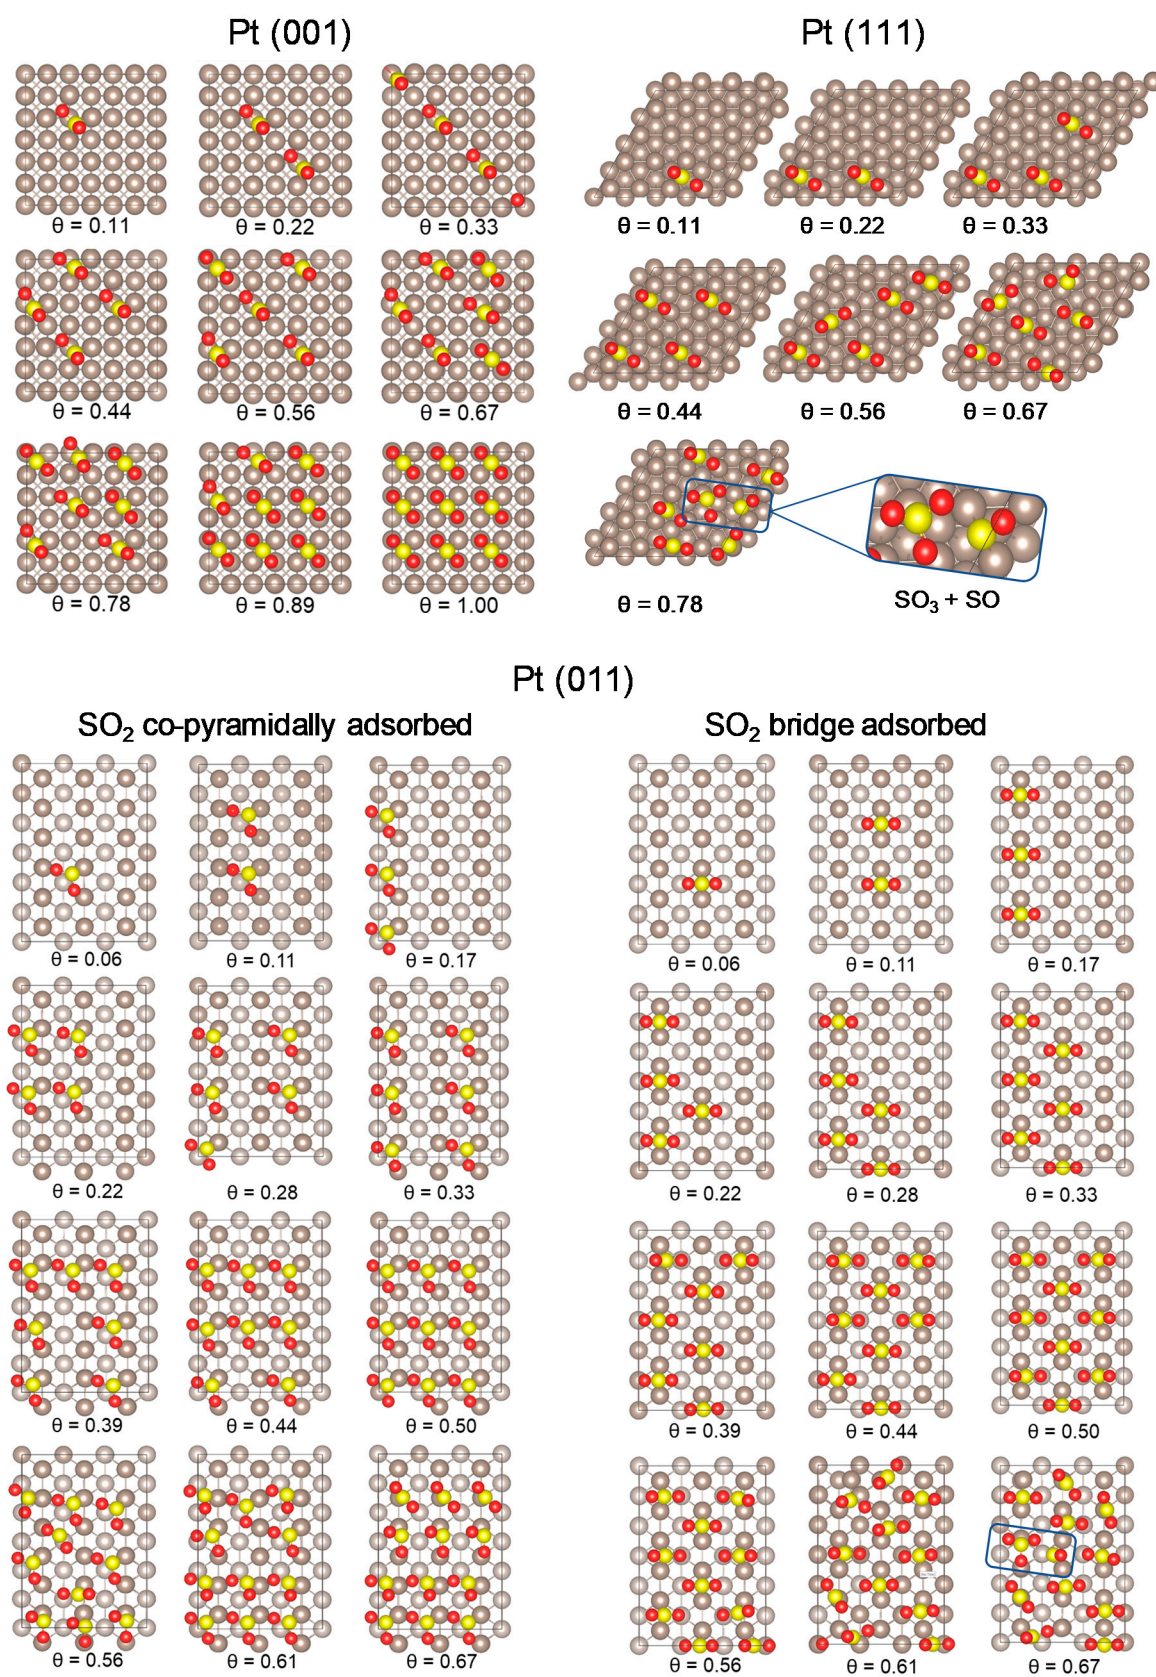 Pt (001)
Pt (111)
θ = 0.11
θ = 0.22
θ = 0.33
θ = 0.11
θ = 0.22
θ = 0.33
θ = 0.44
θ = 0.56
θ = 0.67
θ = 0.44
θ = 0.56
θ = 0.67
θ = 0.78
θ = 0.89
θ = 1.00
θ = 0.78
SO₃ + SO
Pt (011)
SO₂ co-pyramidally adsorbed
SO₂ bridge adsorbed
θ = 0.06
θ = 0.11
θ = 0.17
θ = 0.06
θ = 0.11
θ = 0.17
θ = 0.22
θ = 0.28
θ = 0.33
θ = 0.22
θ = 0.28
θ = 0.33
θ = 0.39
θ = 0.44
θ = 0.50
θ = 0.39
θ = 0.44
θ = 0.50
θ = 0.56
θ = 0.61
θ = 0.67
θ = 0.56
θ = 0.61
θ = 0.67